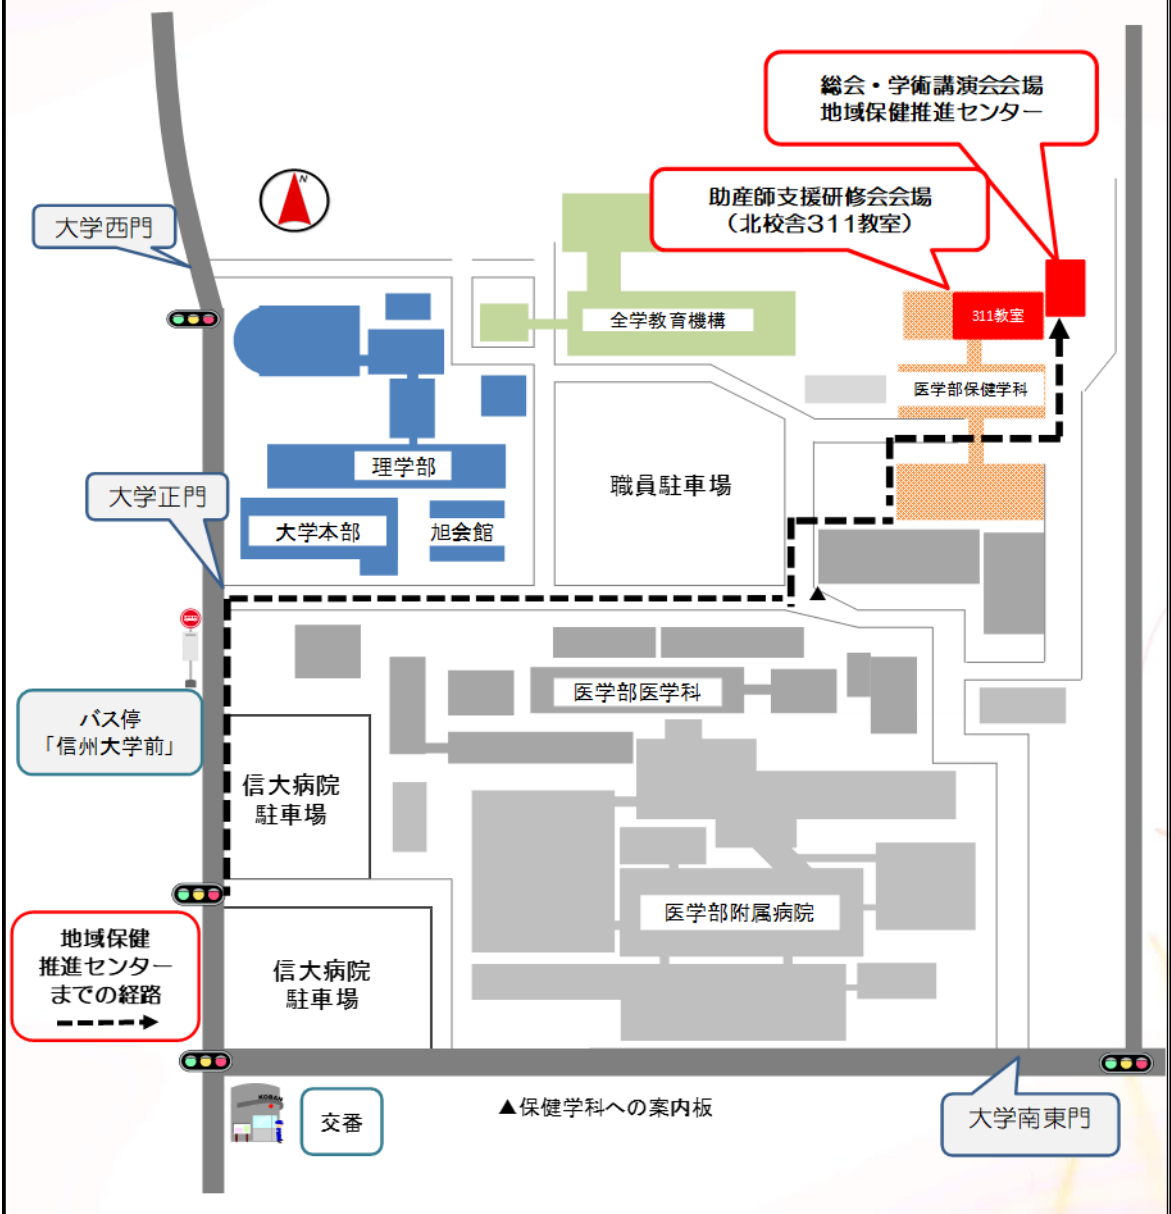 総会・学術講演会会場
地域保健推進センター
助産師支援研修会会場
（北校舎311教室）
N
大学西門
311教室
全学教育機構
医学部保健学科
理学部
職員駐車場
大学正門
大学本部
旭会館
医学部医学科
バス停
「信州大学前」
信大病院
駐車場
医学部附属病院
地域保健
推進センター
までの経路
信大病院
駐車場
KOBAN
交番
▲保健学科への案内板
大学南東門